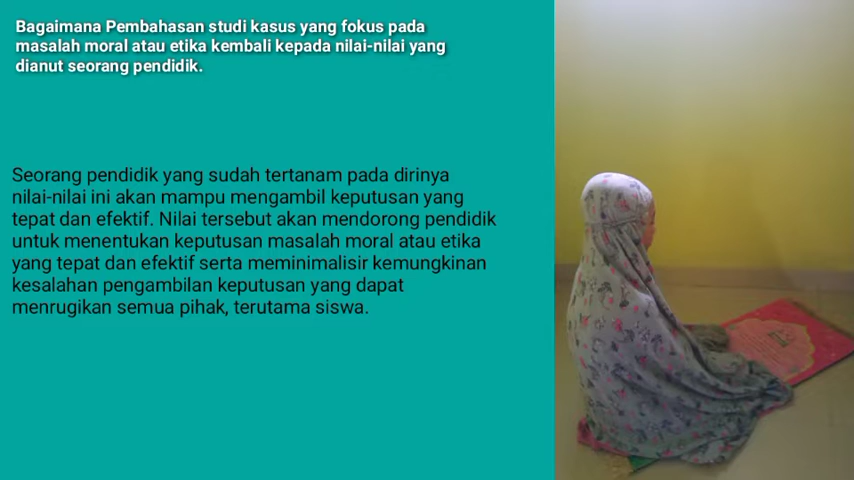 Bagaimana Pembahasan studi kasus yang fokus pada
masalah moral atau etika kembali kepada nilai-nilai yang
dianut seorang pendidik.
Seorang pendidik yang sudah tertanam pada dirinya
nilai-nilai ini akan mampu mengambil keputusan yang
tepat dan efektif. Nilai tersebut akan mendorong pendidik
untuk menentukan keputusan masalah moral atau etika
yang tepat dan efektif serta meminimalisir kemungkinan
kesalahan pengambilan keputusan yang dapat
menrugikan semua pihak, terutama siswa.